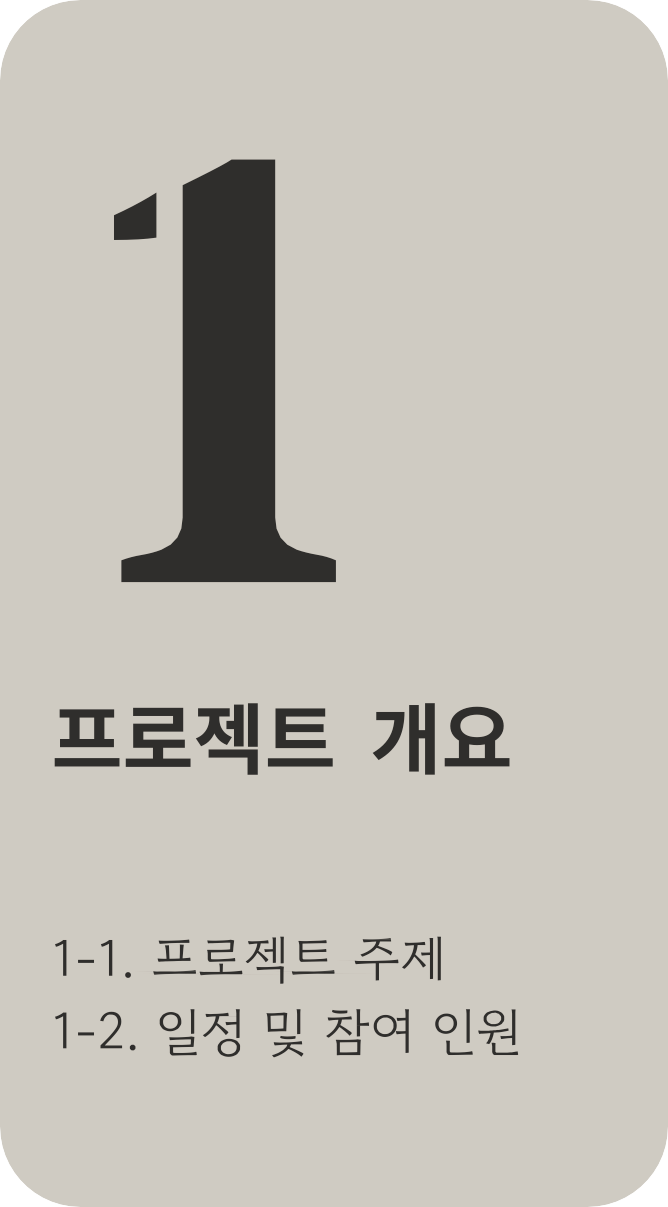 1
프로젝트 개요
1-1. 프로젝트 주제
1-2. 일정 및 참여 인원